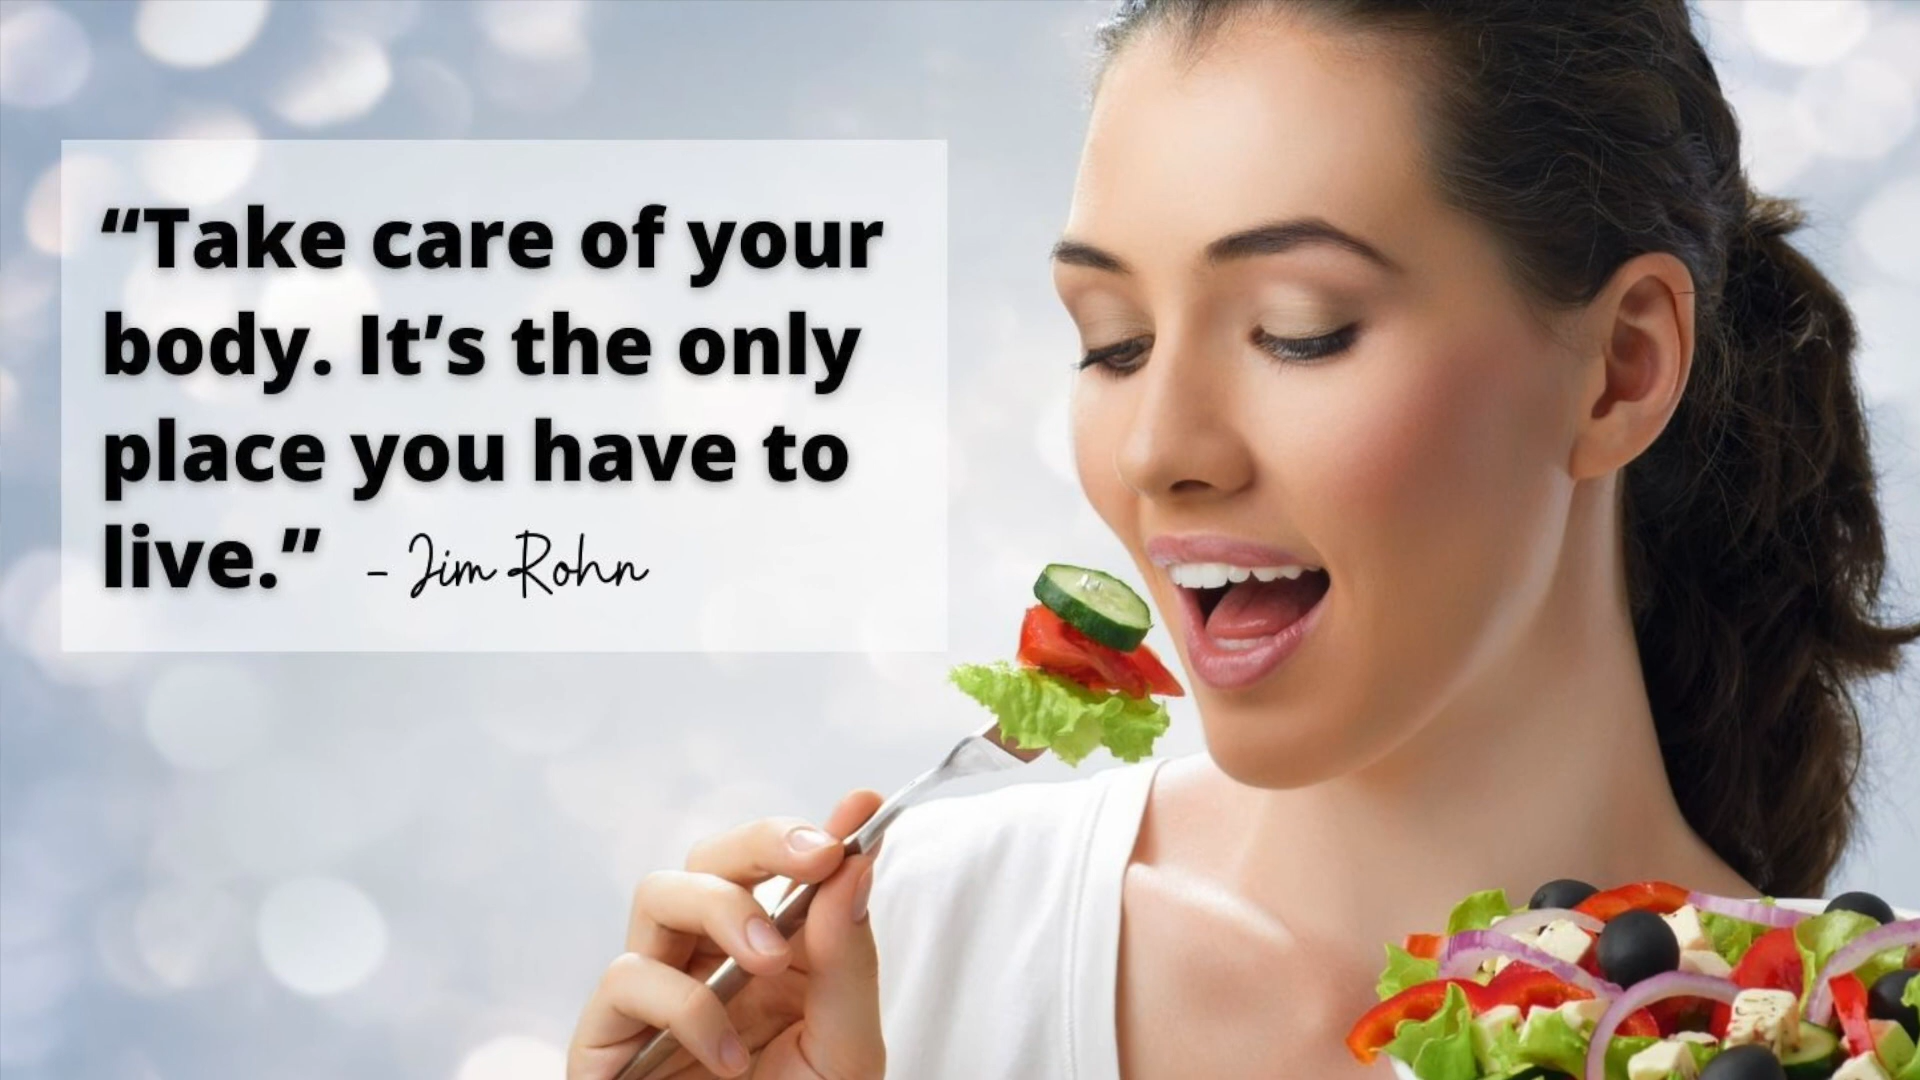 “Take care of your
body. It’s the only
place you have to
live.” - Jim Rohn